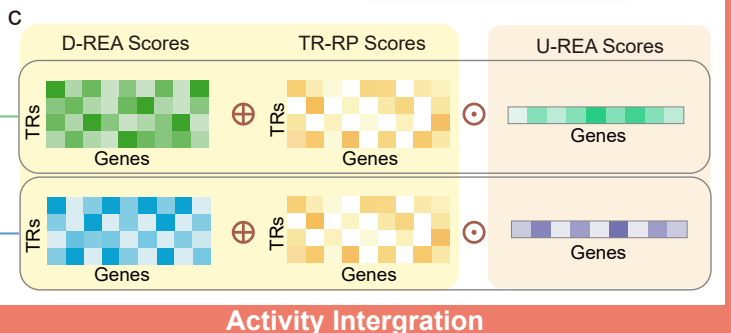 C
D-REA Scores
TR-RP Scores
U-REA Scores
TRs
Genes
TRs
Genes
Genes
TRs
Genes
TRs
Genes
Genes
Activity Intergration